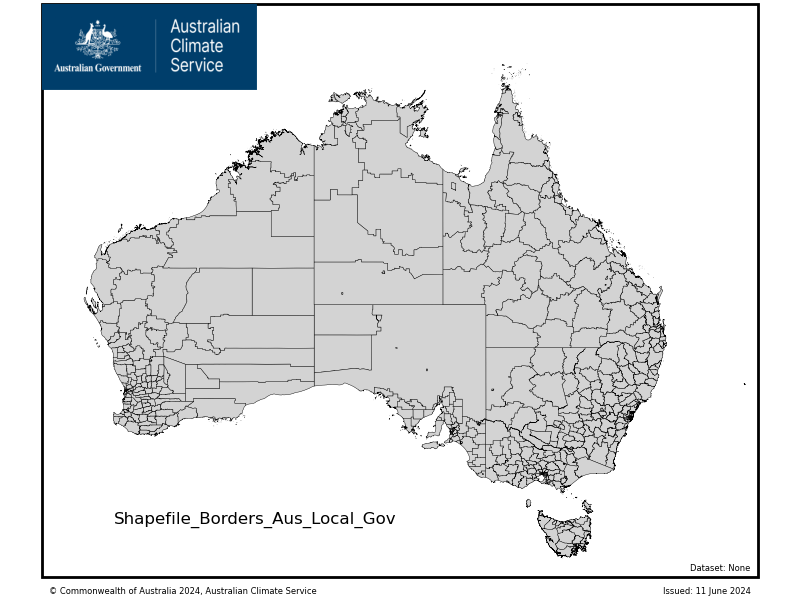 Australian Government
Australian
Climate
Service
Shapefile_Borders_Aus_Local_Gov
Dataset: None
© Commonwealth of Australia 2024, Australian Climate Service
Issued: 11 June 2024